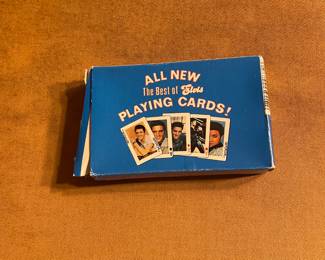 ALL NEW
The Best of Elvis
PLAYING CARDS!